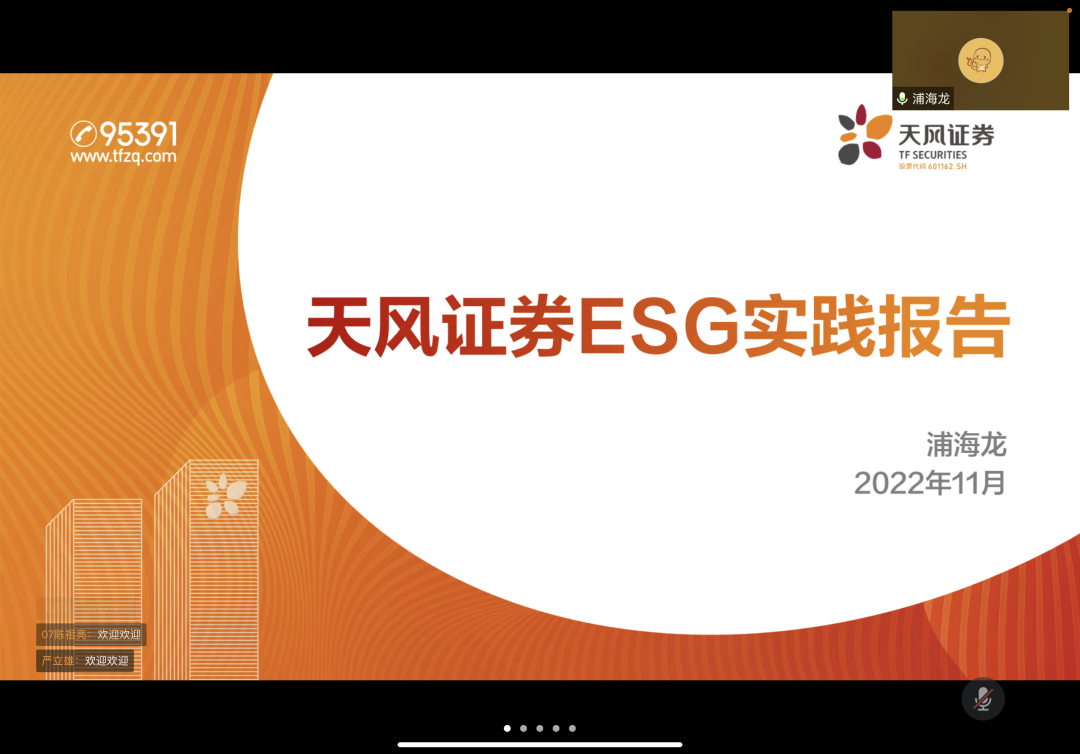 浦海龙
95391
www.tfzq.com
天风证券
TF SECURITIES
股票代码 601162.SH
天风证券ESG实践报告
浦海龙
2022年11月
07陈祖亮：欢迎欢迎
严立雄：欢迎欢迎